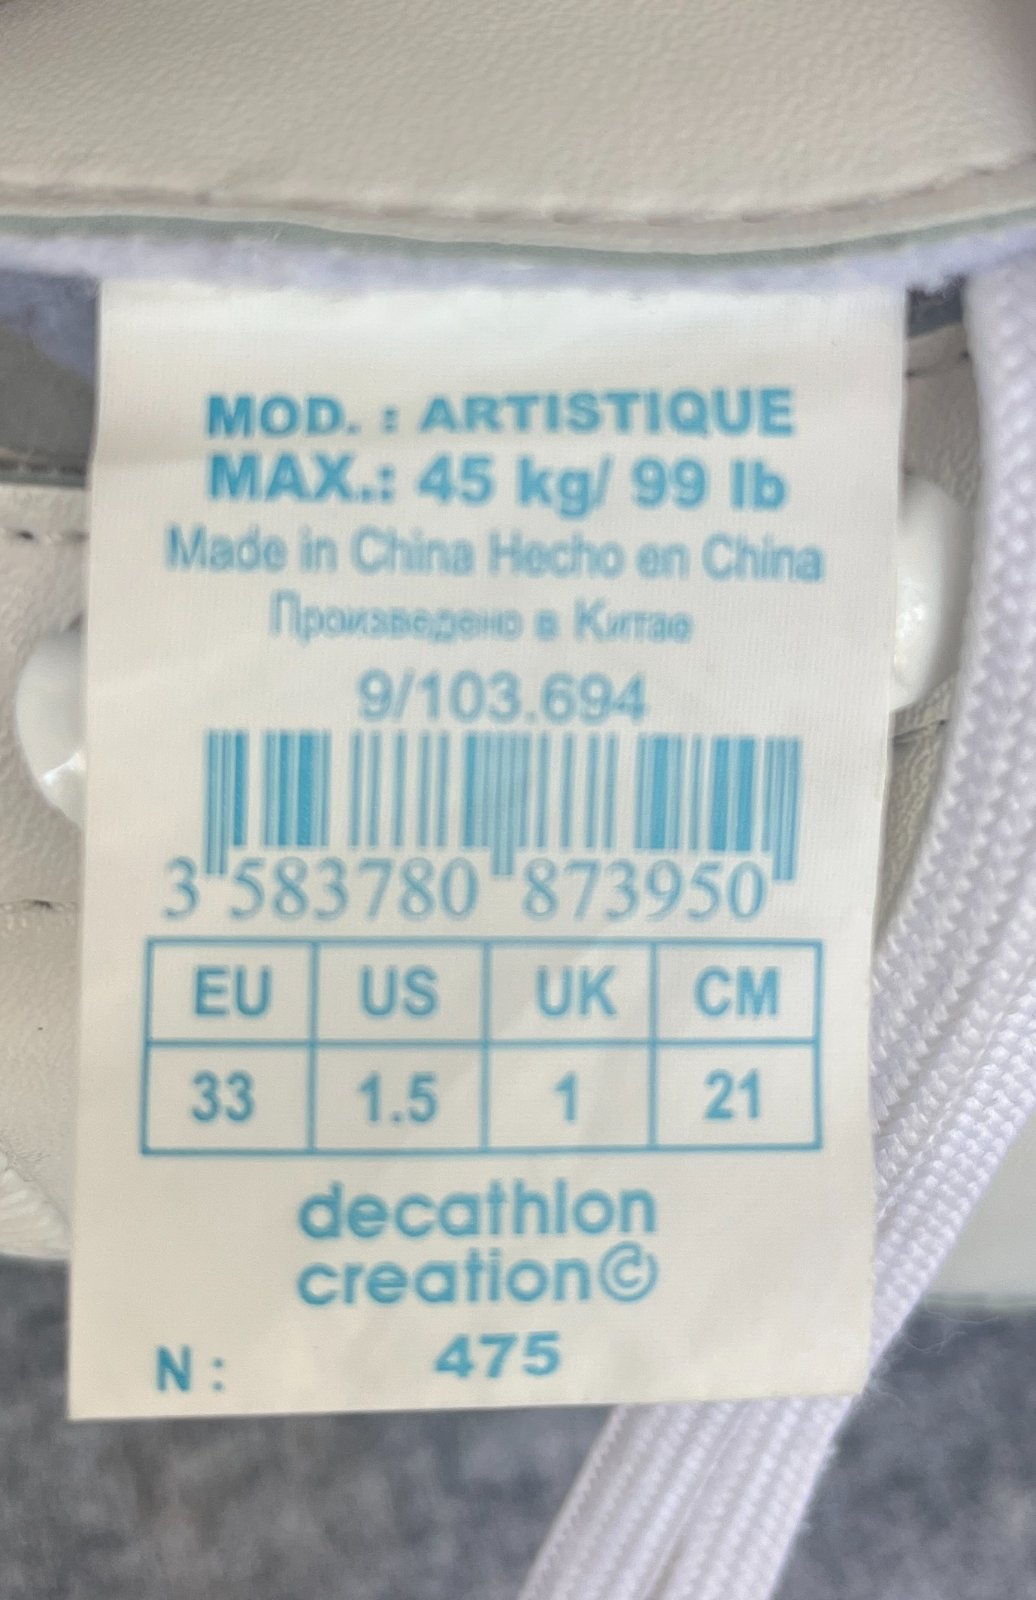 MOD. : ARTISTIQUE
MAX.: 45 kg/ 99 lb
Made in China Hecho en China
Произведено в Китае
9/103.694
3 583780 873950
EU US UK CM
33 1.5 1 21
decathlon
creation©
N : 475